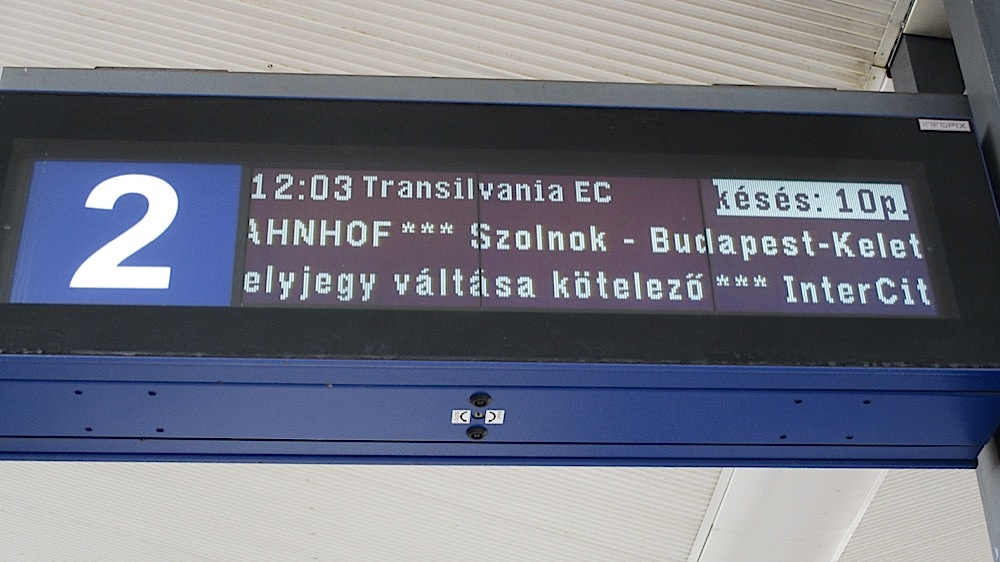 INFOPIX
2
12:03 Transilvania EC késés: 10p.
AHNHOF *** Szolnok - Budapest-Kelet
elyjegy váltása kötelező *** InterCit